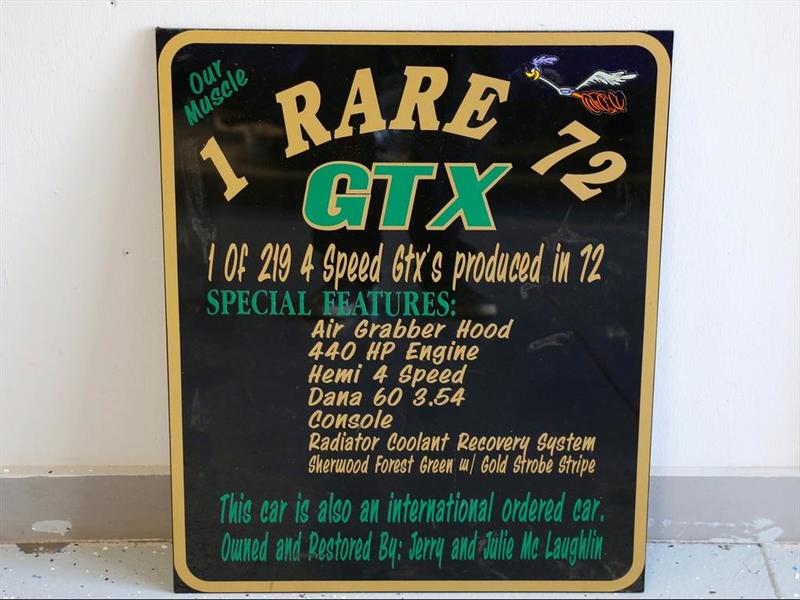 Our
Muscle
1 RARE 72
GTX
1 Of 219 4 Speed Gtx's produced in 72
SPECIAL FEATURES:
Air Grabber Hood
440 HP Engine
Hemi 4 Speed
Dana 60 3.54
Console
Radiator Coolant Recovery System
Sherwood Forest Green w/ Gold Strobe Stripe
This car is also an international ordered car.
Owned and Restored By: Jerry and Julie Mc Laughlin